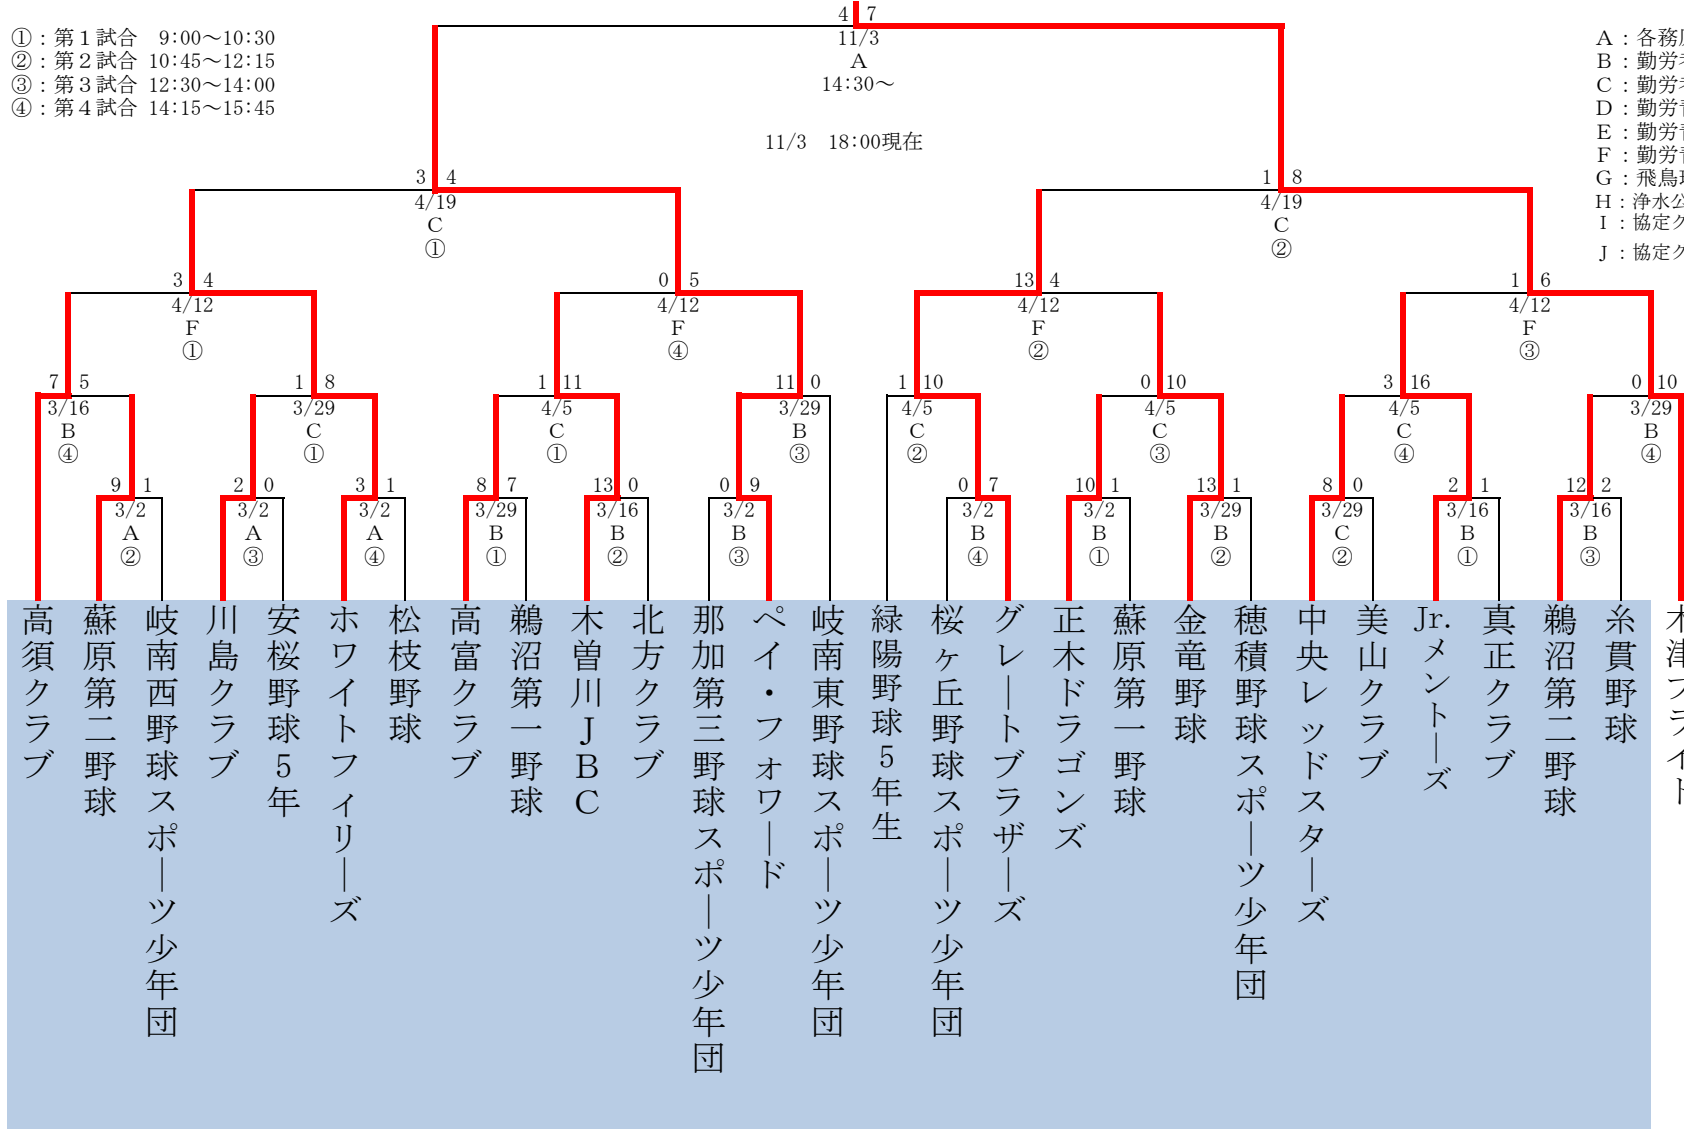 4 7
11/3
A
14:30～
①：第１試合 9:00～10:30
②：第２試合 10:45～12:15
③：第３試合 12:30～14:00
④：第４試合 14:15～15:45
A：各務
B：勤労
C：勤労
D：勤労
E：勤労
F：勤労
G：飛鳥
H：浄水公
I：協定ク
J：協定ク
11/3 18:00現在
3 4
4/19
C
①
1 8
4/19
C
②
3 4
4/12
F
①
0 5
4/12
F
④
13 4
4/12
F
②
1 6
4/12
F
③
7 5
3/16
B
④
1 8
3/29
C
①
1 11
4/5
C
①
11 0
3/29
B
③
1 10
4/5
C
②
0 10
4/5
C
③
3 16
4/5
C
④
0 10
3/29
B
④
9 1
3/2
A
②
2 0
3/2
A
③
3 1
3/2
A
④
8 7
3/29
B
①
13 0
3/16
B
②
0 9
3/2
B
③
0 7
3/2
B
④
10 1
3/2
B
①
13 1
3/29
B
②
8 0
3/29
C
②
2 1
3/16
B
①
12 2
3/16
B
③
高須クラブ
蘇原第二野球
岐南西野球スポーツ少年団
川島クラブ
安桜野球５年
ホワイトフィリーズ
松枝野球
高富クラブ
鵜沼第一野球
木曽川ＪＢＣ
北方クラブ
那加第三野球スポーツ少年団
ペイ・フォワード
岐南東野球スポーツ少年団
緑陽野球５年生
桜ヶ丘野球スポーツ少年団
グレートブラザーズ
正木ドラゴンズ
蘇原第一野球
金竜野球
穂積野球スポーツ少年団
中央レッドスターズ
美山クラブ
Jr.メントーズ
真正クラブ
鵜沼第二野球
糸貫野球
木津プライド